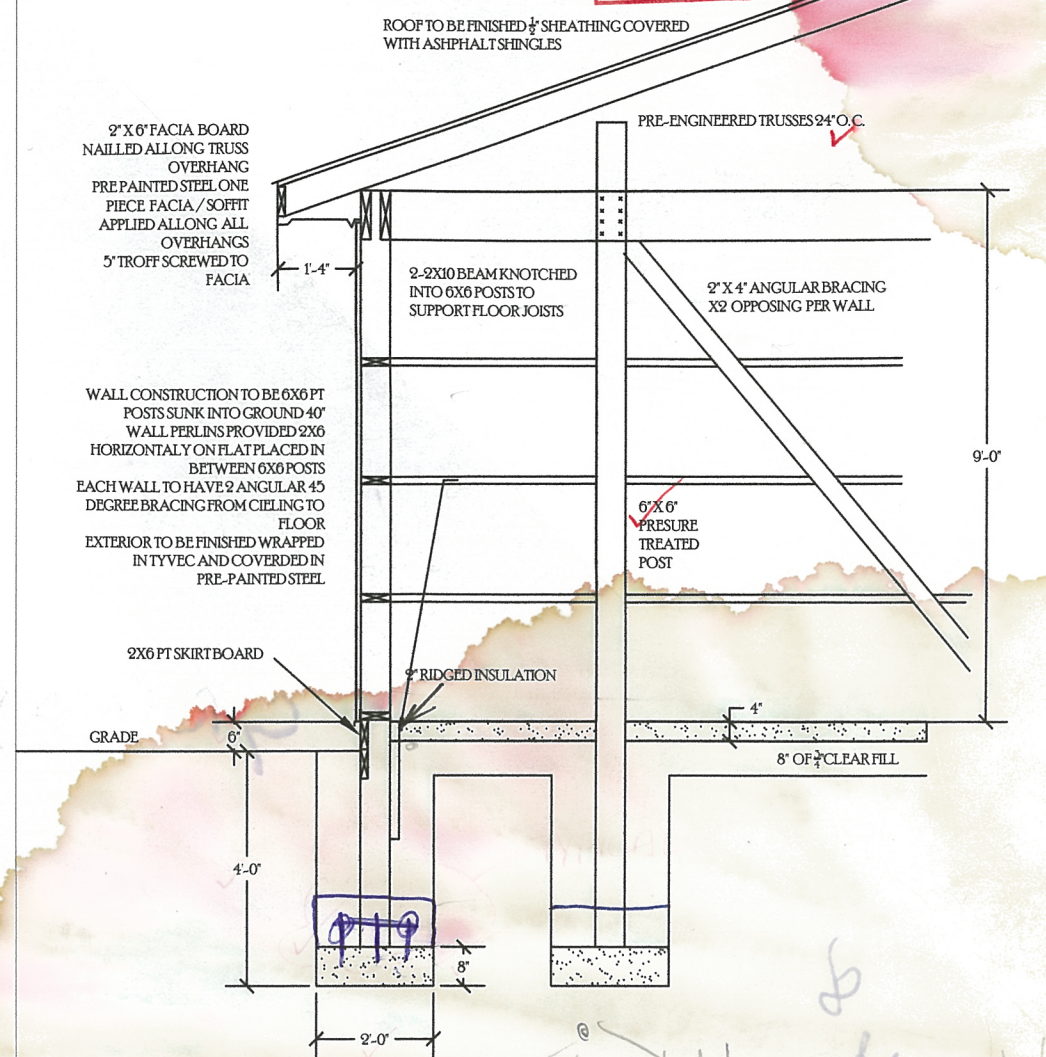 ROOF TO BE FINISHED ½" SHEATHING COVERED
WITH ASHPHALT SHINGLES
PRE-ENGINEERED TRUSSES 24" O.C.
2" X 6" FACIA BOARD
NAILLED ALLONG TRUSS
OVERHANG
PRE PAINTED STEEL ONE
PIECE FACIA / SOFFIT
APPLIED ALLONG ALL
OVERHANGS
5" TROFF SCREWED TO
FACIA
1'-4"
2-2X10 BEAM KNOTCHED
INTO 6X6 POSTS TO
SUPPORT FLOOR JOISTS
2" X 4" ANGULAR BRACING
X2 OPPOSING PER WALL
WALL CONSTRUCTION TO BE 6X6 PT
POSTS SUNK INTO GROUND 40"
WALL PERLINS PROVIDED 2X6
HORIZONTALY ON FLAT PLACED IN
BETWEEN 6X6 POSTS
EACH WALL TO HAVE 2 ANGULAR 45
DEGREE BRACING FROM CIELING TO
FLOOR
EXTERIOR TO BE FINISHED WRAPPED
IN TYVEC AND COVERDED IN
PRE-PAINTED STEEL
9'-0"
6" X 6"
PRESURE
TREATED
POST
2X6 PT SKIRT BOARD
2" RIDGED INSULATION
4"
GRADE
6"
8" OF ¾" CLEAR FILL
4'-0"
8"
2'-0"